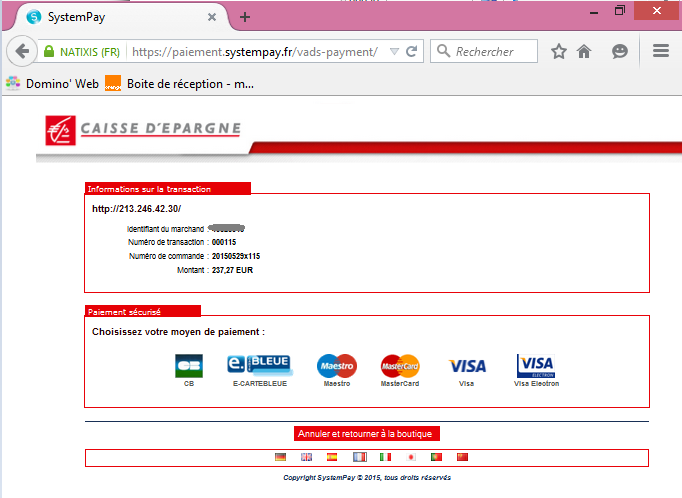 SystemPay
NATIXIS (FR) https://paiement.systempay.fr/vads-payment/ Rechercher
Domino' Web orange Boite de réception - m...
CAISSE D'EPARGNE
Informations sur la transaction
http://213.246.42.30/
Identifiant du marchand :
Numéro de transaction : 000115
Numéro de commande : 20150529x115
Montant : 237,27 EUR
Paiement sécurisé
Choisissez votre moyen de paiement :
CB e. BLEUE Maestro MasterCard VISA VISA ELECTRON
CB E-CARTEBLEUE Maestro MasterCard Visa Visa Electron
Annuler et retourner à la boutique
Copyright SystemPay © 2015, tous droits réservés